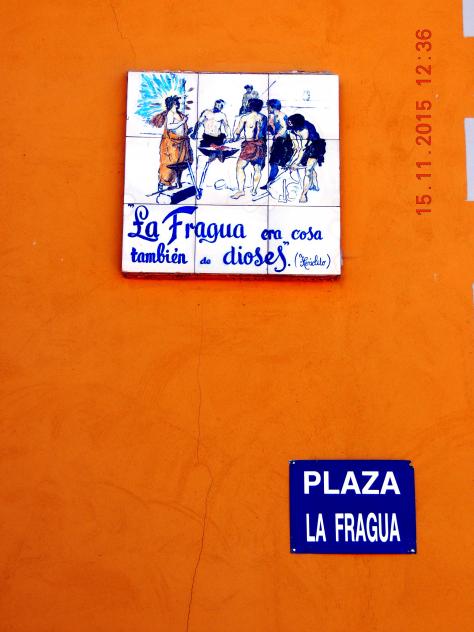 "La Fragua era cosa
también de dioses". (Heráclito)
PLAZA
LA FRAGUA
15.11.2015 12:36